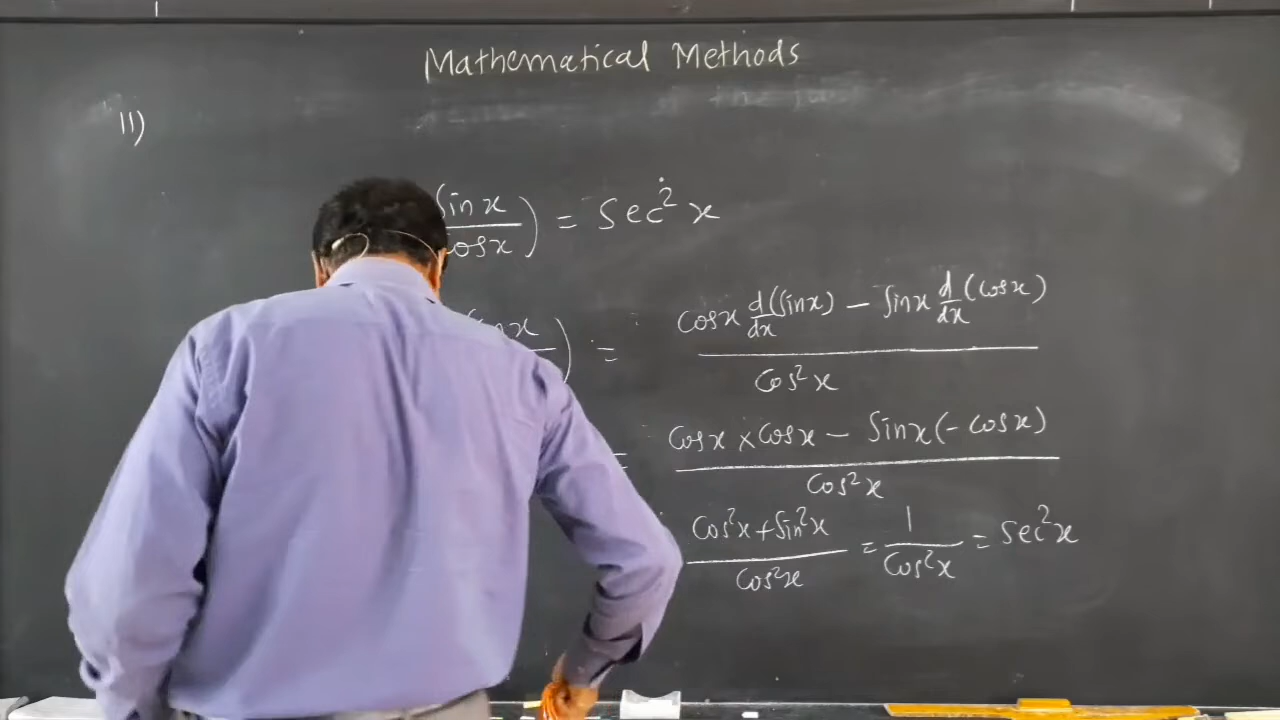 Mathematical Methods
11)
(sinx/cosx) = Sec² x
) = (cosx d/dx (sinx) − sinx d/dx (cosx)) / cos²x
= (cosx × cosx − sinx(- cosx)) / cos²x
(cos²x + sin²x) / cos²x = 1 / cos²x = sec²x